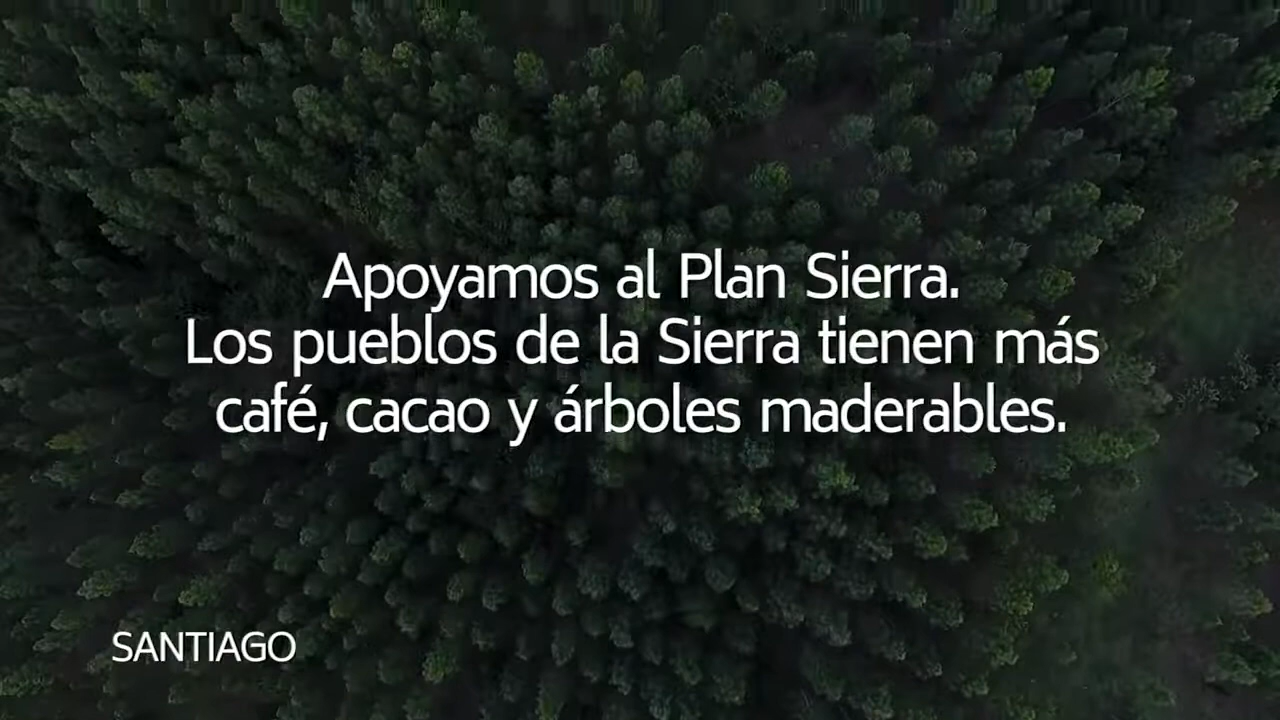 Apoyamos al Plan Sierra.
Los pueblos de la Sierra tienen más
café, cacao y árboles maderables.
SANTIAGO